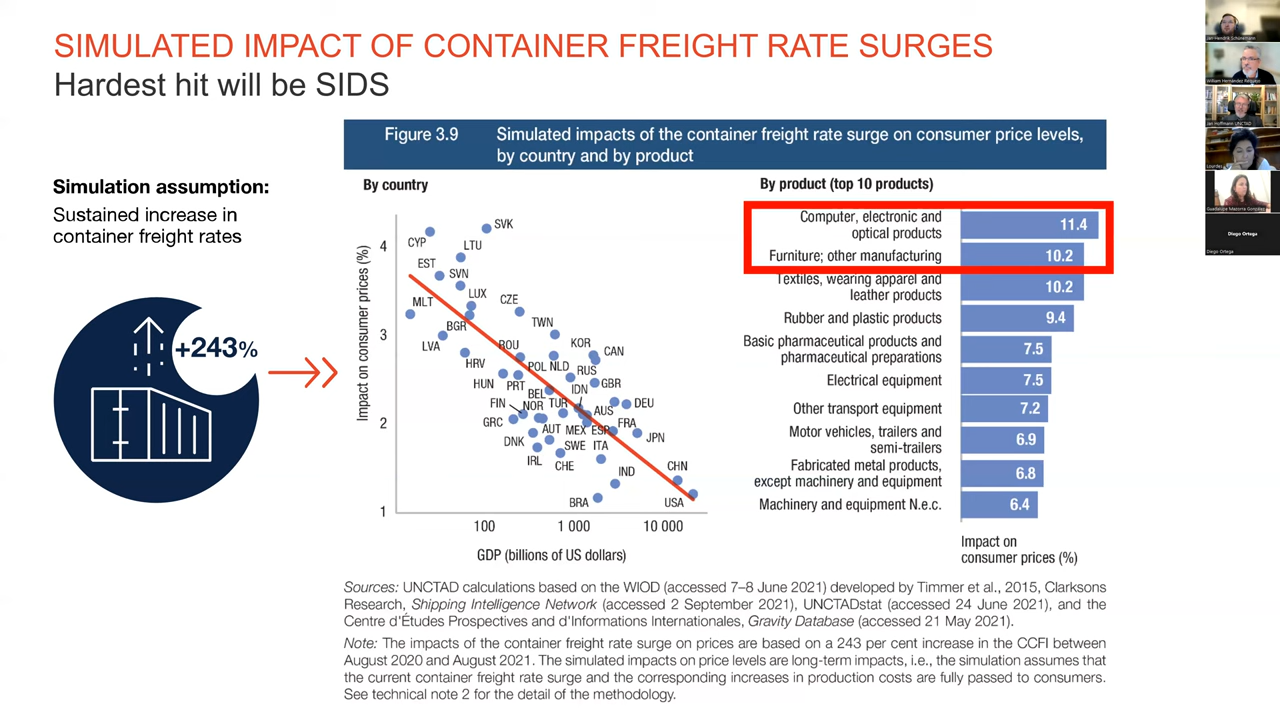 SIMULATED IMPACT OF CONTAINER FREIGHT RATE SURGES
Hardest hit will be SIDS
Simulation assumption:
Sustained increase in
container freight rates
+243%
Figure 3.9 Simulated impacts of the container freight rate surge on consumer price levels,
by country and by product
By country
Impact on consumer prices (%)
4
3
2
1
SVK
CYP
LTU
EST
SVN
LUX
MLT
CZE
BGR
TWN
LVA
ROU
KOR
CAN
HRV
POL
NLD
RUS
HUN
PRT
GBR
BEL
IDN
FIN
NOR
TUR
AUS
DEU
GRC
AUT
MEX
ESP
FRA
DNK
SWE
ITA
JPN
IRL
CHE
IND
CHN
BRA
USA
100
1 000
10 000
GDP (billions of US dollars)
By product (top 10 products)
Computer, electronic and
optical products
11.4
Furniture; other manufacturing
10.2
Textiles, wearing apparel and
leather products
10.2
Rubber and plastic products
9.4
Basic pharmaceutical products and
pharmaceutical preparations
7.5
Electrical equipment
7.5
Other transport equipment
7.2
Motor vehicles, trailers and
semi-trailers
6.9
Fabricated metal products,
except machinery and equipment
6.8
Machinery and equipment N.e.c.
6.4
Impact on
consumer prices (%)
Sources: UNCTAD calculations based on the WIOD (accessed 7–8 June 2021) developed by Timmer et al., 2015, Clarksons
Research, Shipping Intelligence Network (accessed 2 September 2021), UNCTADstat (accessed 24 June 2021), and the
Centre d'Études Prospectives et d'Informations Internationales, Gravity Database (accessed 21 May 2021).
Note: The impacts of the container freight rate surge on prices are based on a 243 per cent increase in the CCFI between
August 2020 and August 2021. The simulated impacts on price levels are long-term impacts, i.e., the simulation assumes that
the current container freight rate surge and the corresponding increases in production costs are fully passed to consumers.
See technical note 2 for the detail of the methodology.
William Hernández
Jan Hoffmann UNCTAD
Lourdes
Guadalupe Mazorra González
Diego Ortega
Diego Ortega